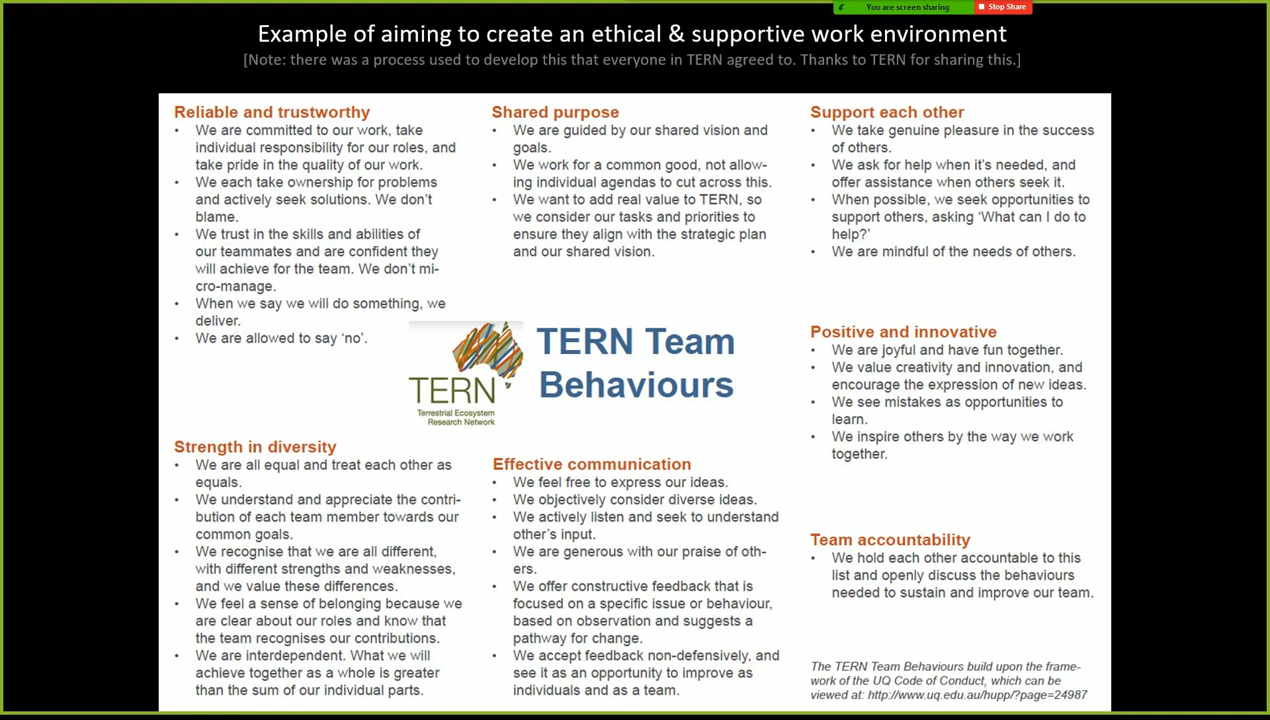 You are screen sharing
Stop Share
Example of aiming to create an ethical & supportive work environment
[Note: there was a process used to develop this that everyone in TERN agreed to. Thanks to TERN for sharing this.]
Reliable and trustworthy
• We are committed to our work, take
individual responsibility for our roles, and
take pride in the quality of our work.
• We each take ownership for problems
and actively seek solutions. We don't
blame.
• We trust in the skills and abilities of
our teammates and are confident they
will achieve for the team. We don't mi-
cro-manage.
• When we say we will do something, we
deliver.
• We are allowed to say 'no'.
Shared purpose
• We are guided by our shared vision and
goals.
• We work for a common good, not allow-
ing individual agendas to cut across this.
• We want to add real value to TERN, so
we consider our tasks and priorities to
ensure they align with the strategic plan
and our shared vision.
Support each other
• We take genuine pleasure in the success
of others.
• We ask for help when it's needed, and
offer assistance when others seek it.
• When possible, we seek opportunities to
support others, asking 'What can I do to
help?'
• We are mindful of the needs of others.
TERN
Terrestrial Ecosystem
Research Network
TERN Team
Behaviours
Positive and innovative
• We are joyful and have fun together.
• We value creativity and innovation, and
encourage the expression of new ideas.
• We see mistakes as opportunities to
learn.
• We inspire others by the way we work
together.
Strength in diversity
• We are all equal and treat each other as
equals.
• We understand and appreciate the contri-
bution of each team member towards our
common goals.
• We recognise that we are all different,
with different strengths and weaknesses,
and we value these differences.
• We feel a sense of belonging because we
are clear about our roles and know that
the team recognises our contributions.
• We are interdependent. What we will
achieve together as a whole is greater
than the sum of our individual parts.
Effective communication
• We feel free to express our ideas.
• We objectively consider diverse ideas.
• We actively listen and seek to understand
other's input.
• We are generous with our praise of oth-
ers.
• We offer constructive feedback that is
focused on a specific issue or behaviour,
based on observation and suggests a
pathway for change.
• We accept feedback non-defensively, and
see it as an opportunity to improve as
individuals and as a team.
Team accountability
• We hold each other accountable to this
list and openly discuss the behaviours
needed to sustain and improve our team.
The TERN Team Behaviours build upon the frame-
work of the UQ Code of Conduct, which can be
viewed at: http://www.uq.edu.au/hupp/?page=24987